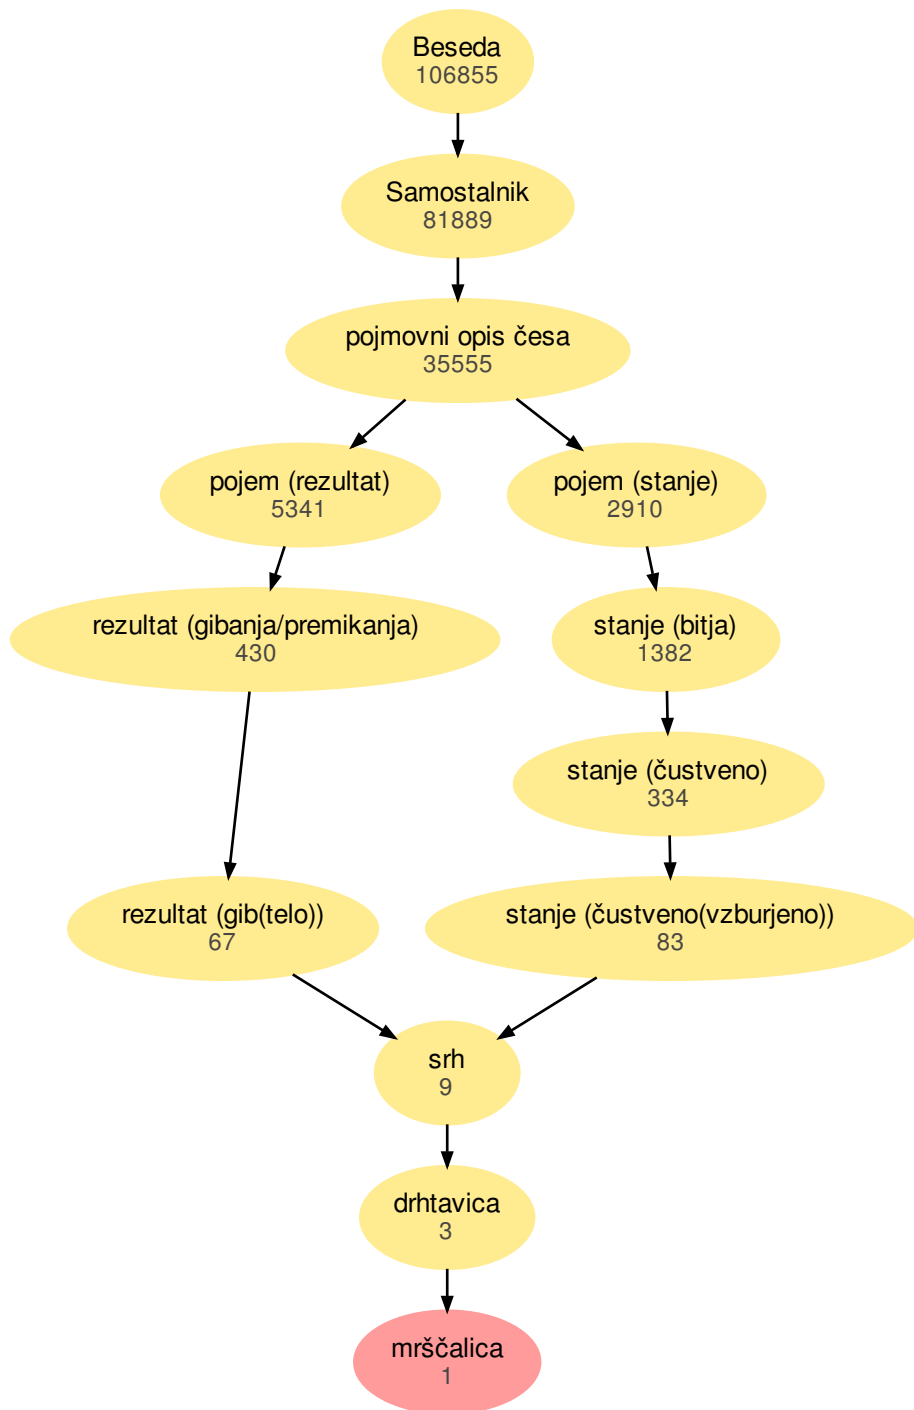 Beseda
106855
Samostalnik
81889
pojmovni opis česa
35555
pojem (rezultat)
5341
pojem (stanje)
2910
rezultat (gibanja/premikanja)
430
stanje (bitja)
1382
stanje (čustveno)
334
rezultat (gib(telo))
67
stanje (čustveno(vzburjeno))
83
srh
9
drhtavica
3
mrščalica
1